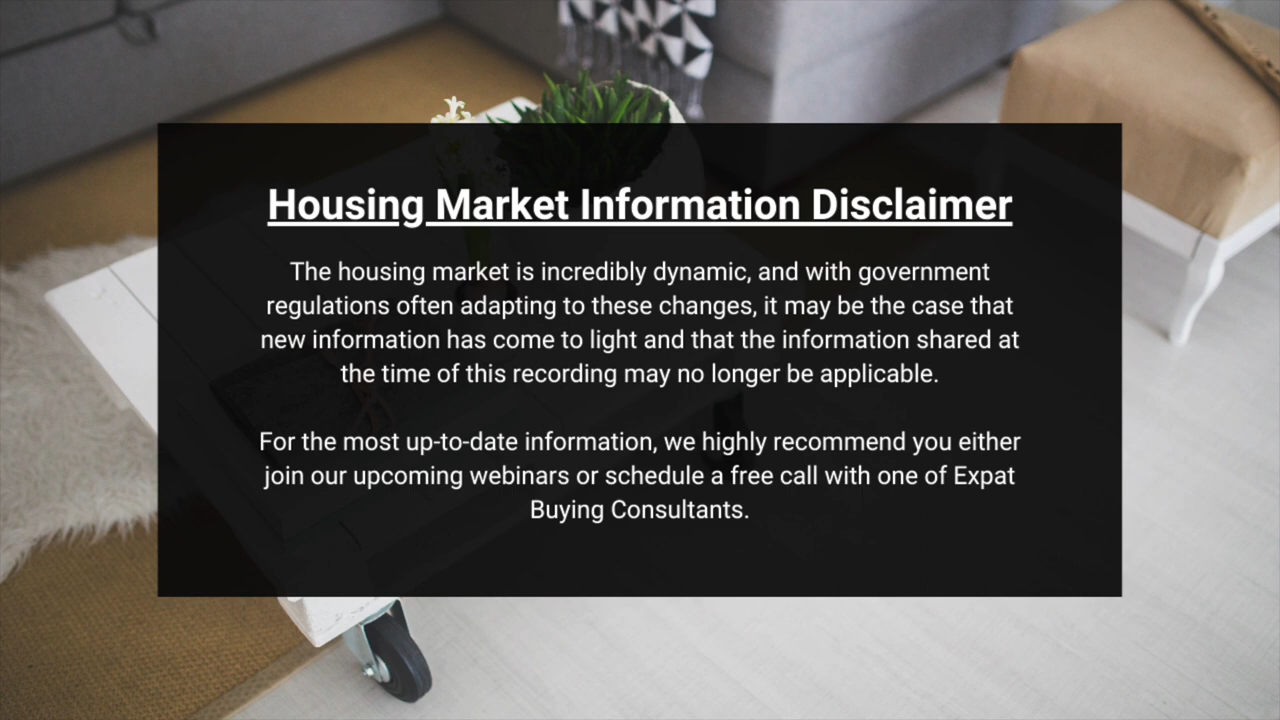 Housing Market Information Disclaimer
The housing market is incredibly dynamic, and with government
regulations often adapting to these changes, it may be the case that
new information has come to light and that the information shared at
the time of this recording may no longer be applicable.
For the most up-to-date information, we highly recommend you either
join our upcoming webinars or schedule a free call with one of Expat
Buying Consultants.